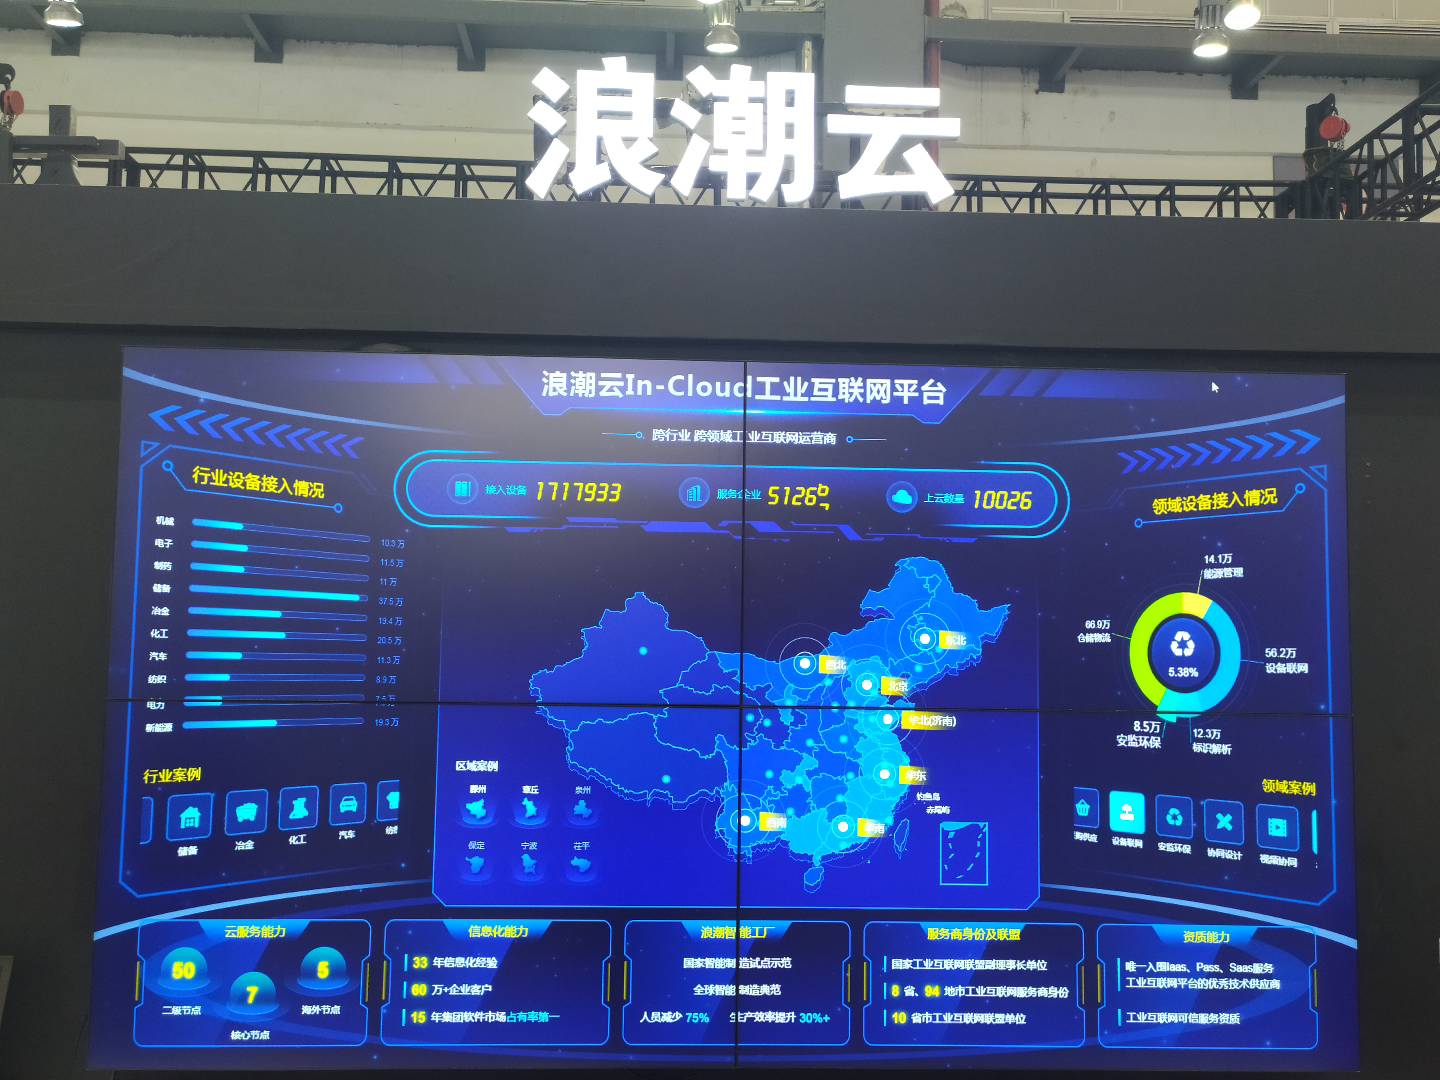 浪潮云
浪潮云In-Cloud工业互联网平台
跨行业 跨领域工业互联网运营商
行业设备接入情况
接入设备 1717933
服务企业 5126
上云数量 10026
领域设备接入情况
机械 10.3 万
电子 11.5 万
制药 11 万
储备 37.5 万
冶金 19.4 万
化工 20.5 万
汽车 11.3 万
纺织 8.9 万
电力 7.5 万
新能源 19.3 万
14.1万
能源管理
66.9万
仓储物流
5.38%
56.2万
设备联网
8.5万
安监环保
12.3万
标识解析
东北
西北
北京
华北(济南)
华东
钓鱼岛
赤尾屿
西南
华南
区域案例
滕州 章丘 泉州
保定 宁波 茌平
行业案例
储备 冶金 化工 汽车
领域案例
设备联网 安监环保 协同设计 视频协同
云服务能力
50
二级节点
7
核心节点
5
海外节点
信息化能力
33 年信息化经验
60 万+企业客户
15 年集团软件市场占有率第一
浪潮智能工厂
国家智能制造试点示范
全球智能制造典范
人员减少 75% 生产效率提升 30%+
服务商身份及联盟
国家工业互联网联盟副理事长单位
8 省、94 地市工业互联网服务商身份
10 省市工业互联网联盟单位
资质能力
唯一入围Iaas、Pass、Saas服务
工业互联网平台的优秀技术供应商
工业互联网可信服务资质